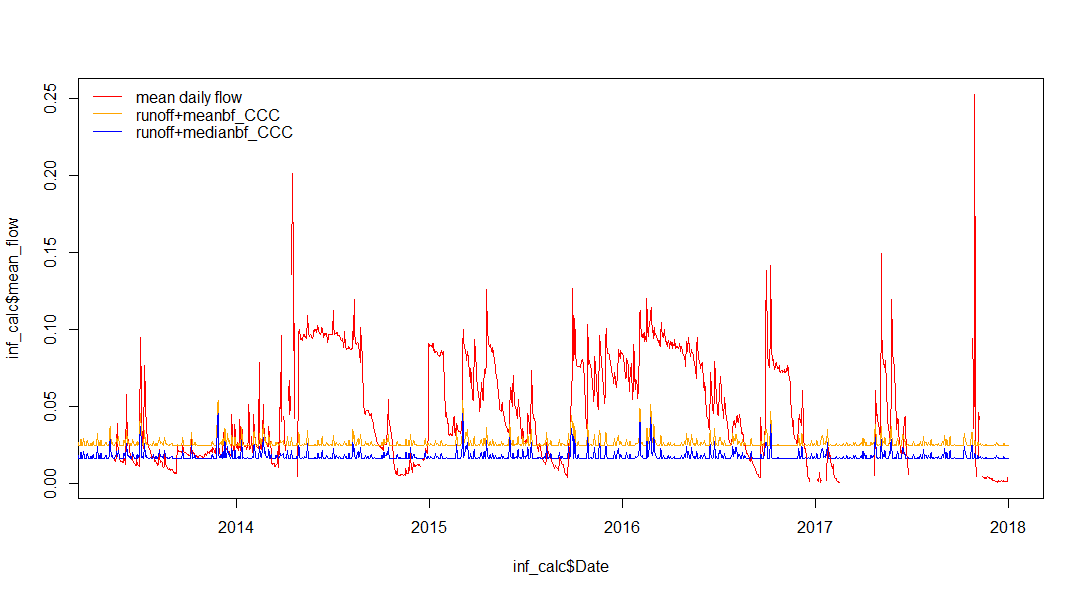 mean daily flow
runoff+meanbf_CCC
runoff+medianbf_CCC
inf_calc$mean_flow
0.25
0.20
0.15
0.10
0.05
0.00
2014 2015 2016 2017 2018
inf_calc$Date